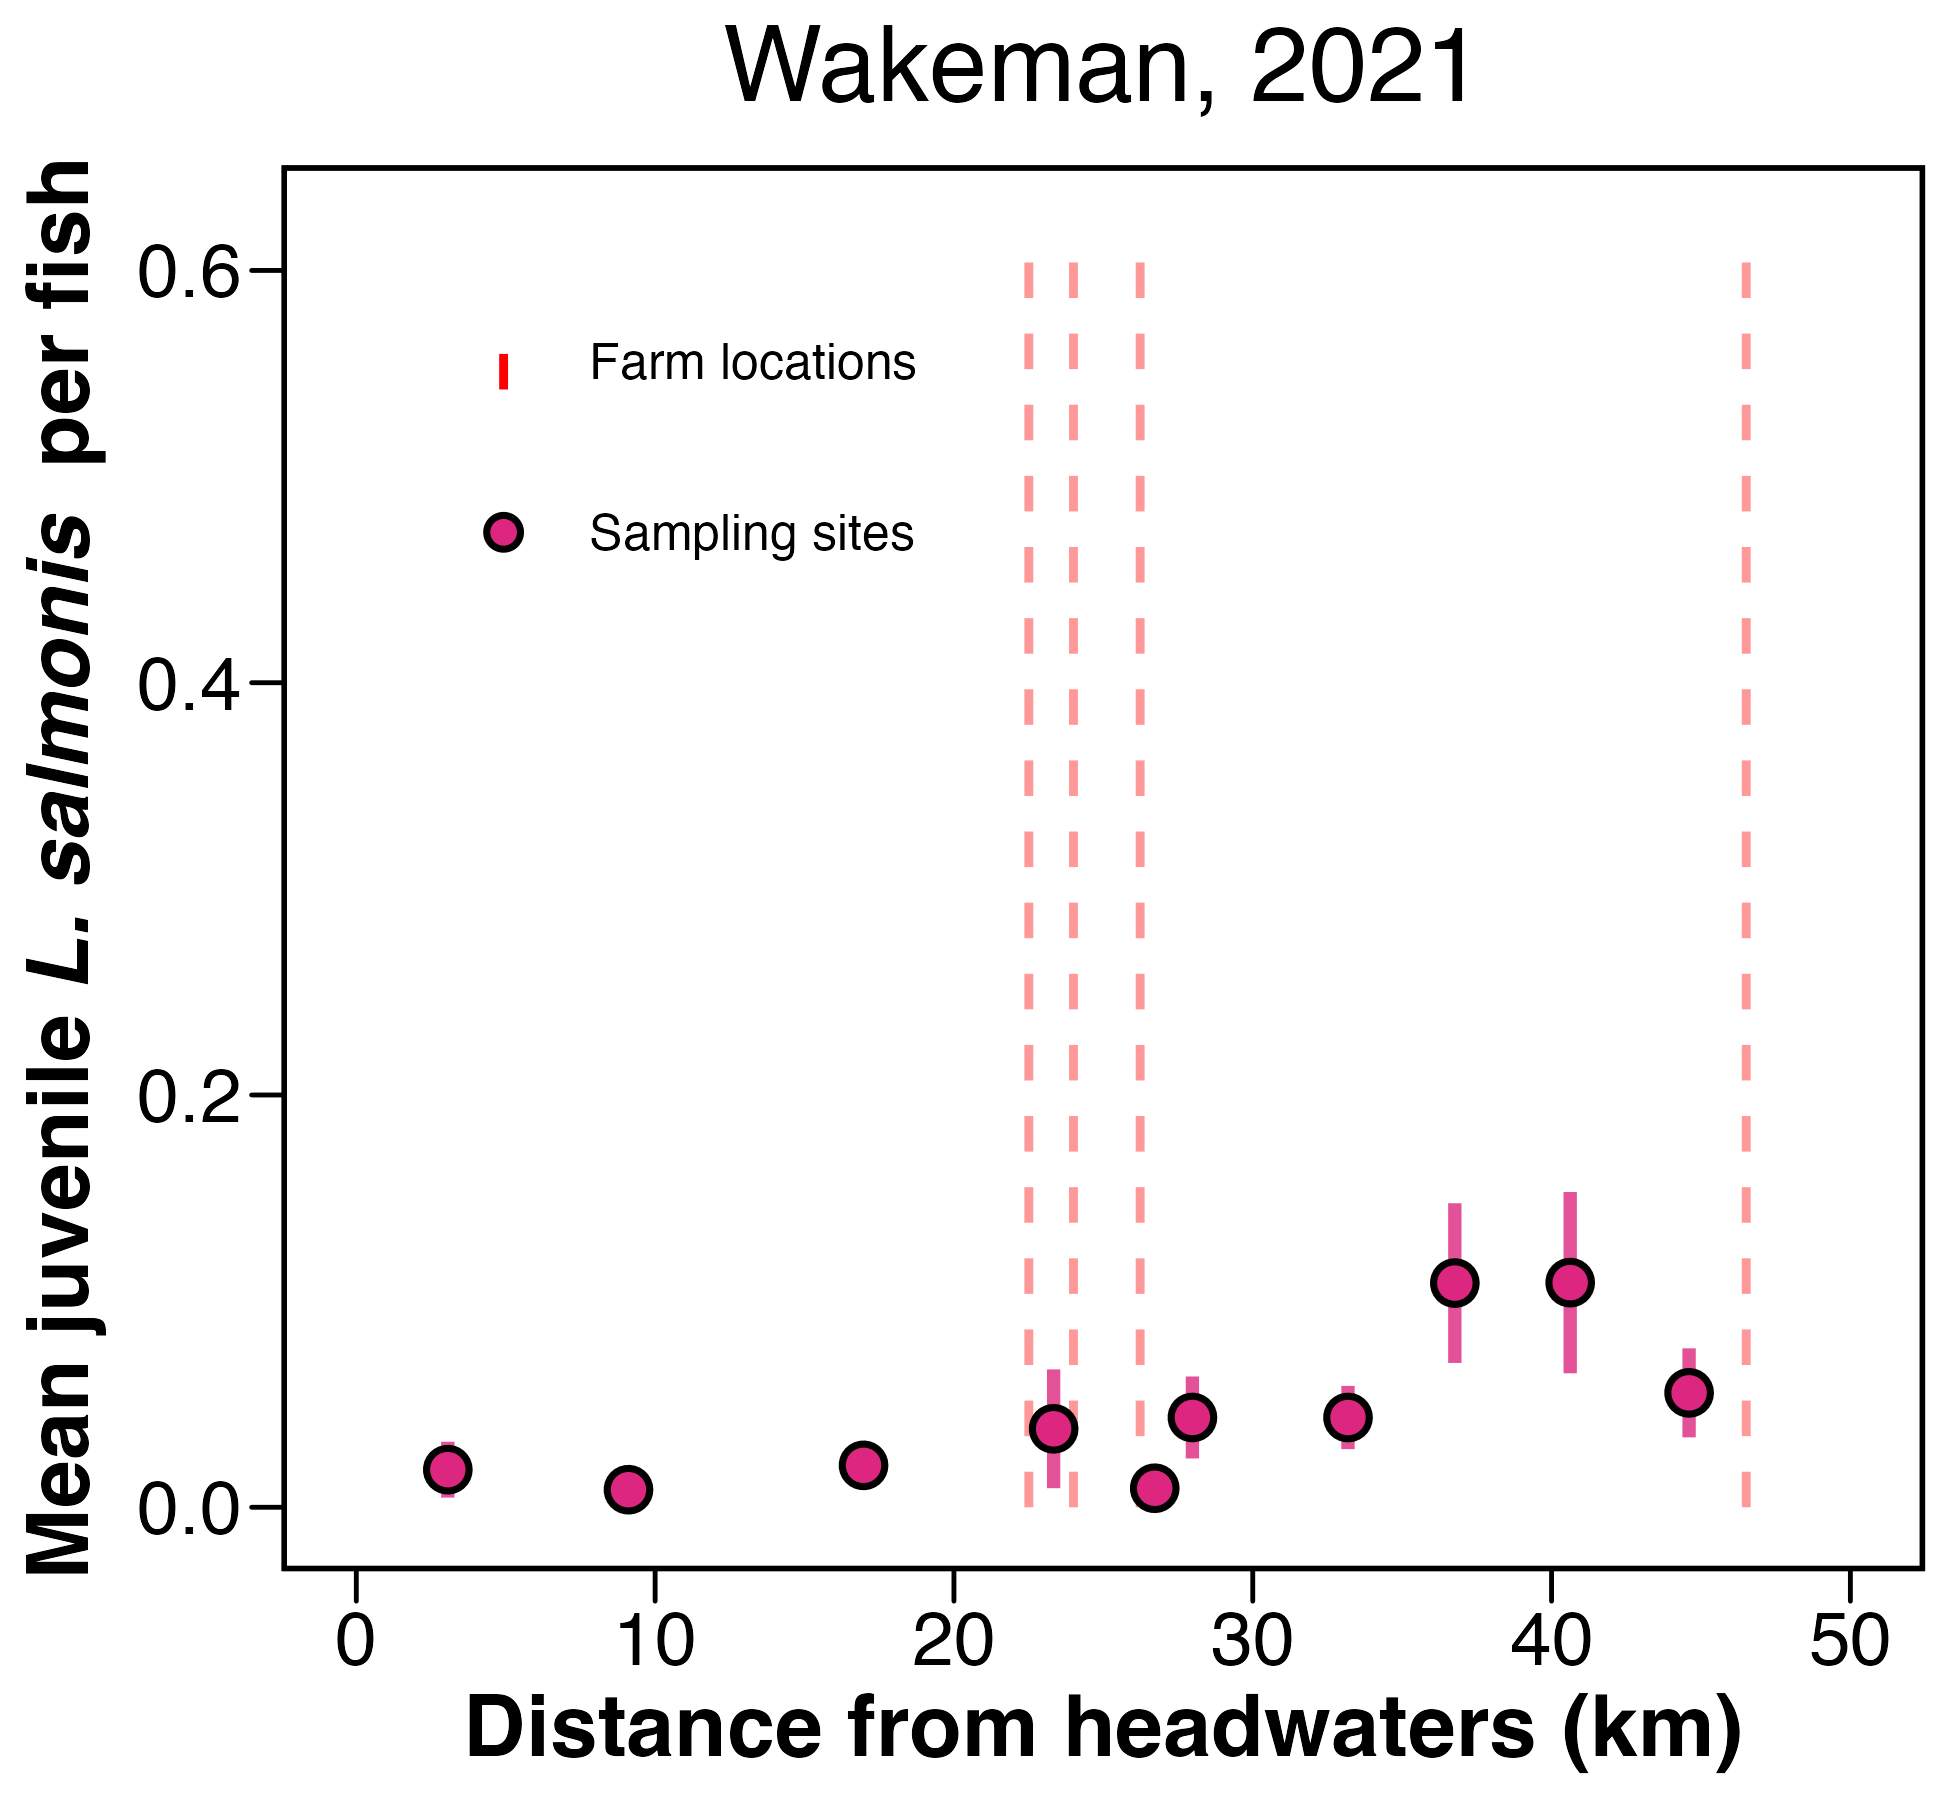 Wakeman, 2021
Mean juvenile L. salmonis per fish
0.6
0.4
0.2
0.0
Farm locations
Sampling sites
0 10 20 30 40 50
Distance from headwaters (km)